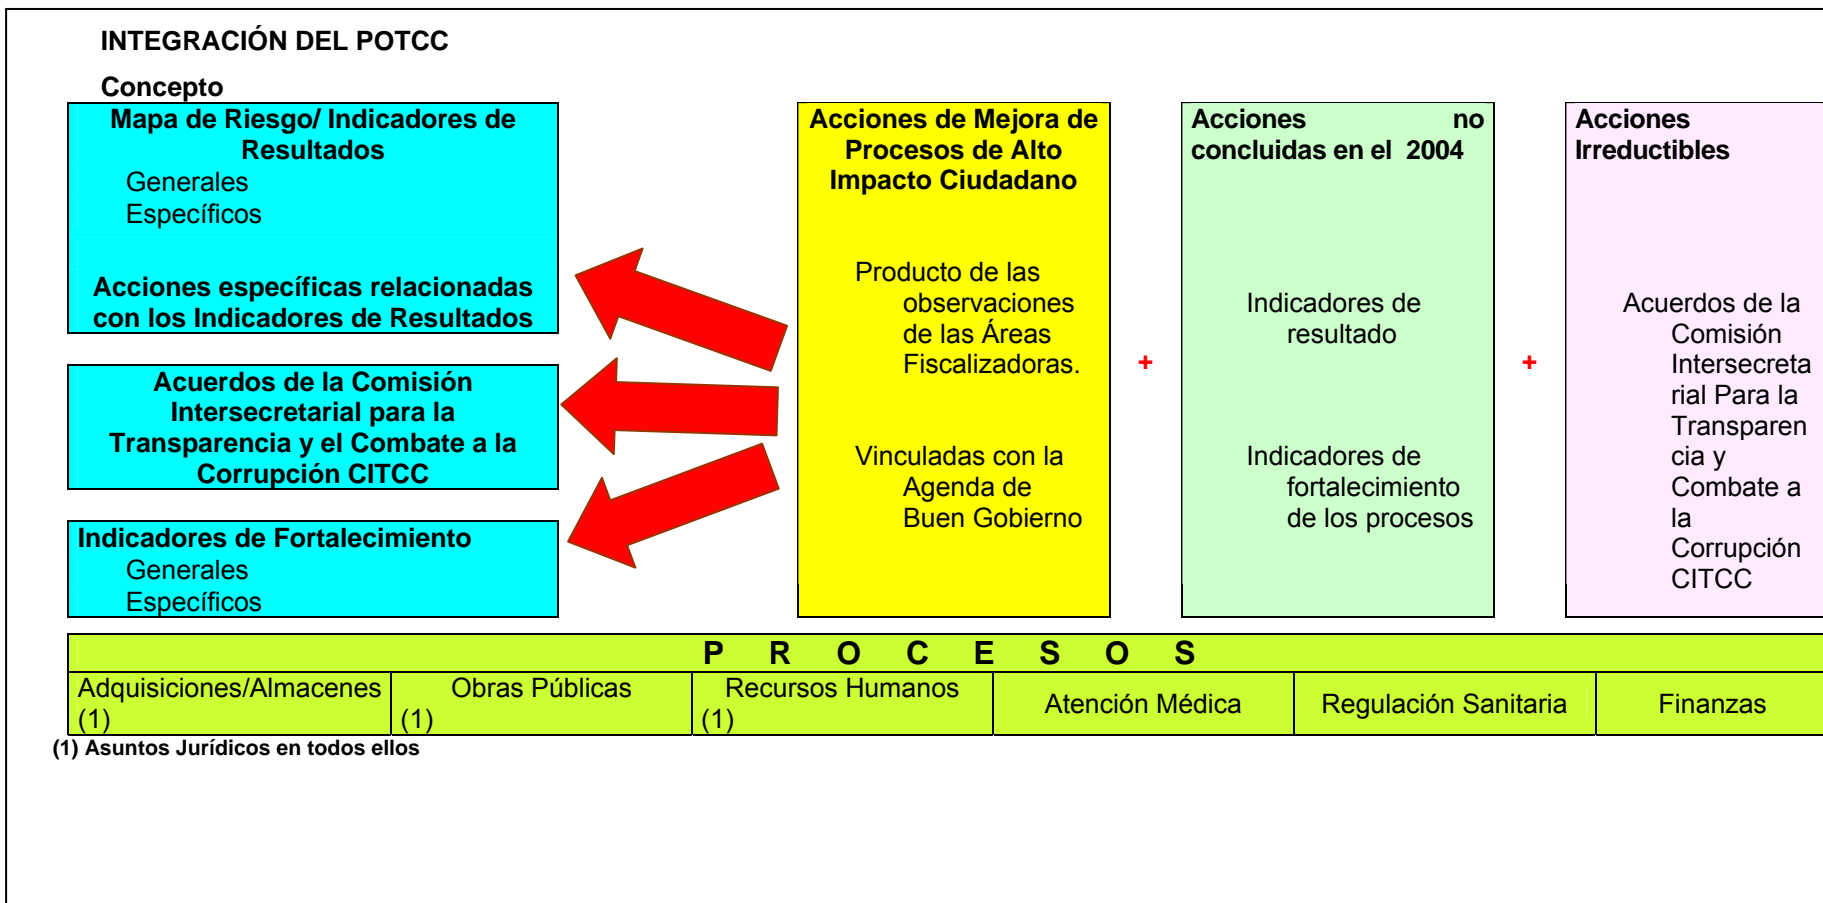 INTEGRACIÓN DEL POTCC
Concepto
Mapa de Riesgo/ Indicadores de
Resultados
Generales
Específicos
Acciones específicas relacionadas
con los Indicadores de Resultados
Acuerdos de la Comisión
Intersecretarial para la
Transparencia y el Combate a la
Corrupción CITCC
Indicadores de Fortalecimiento
Generales
Específicos
Acciones de Mejora de
Procesos de Alto
Impacto Ciudadano
Producto de las
observaciones
de las Áreas
Fiscalizadoras.
Vinculadas con la
Agenda de
Buen Gobierno
+
Acciones no
concluidas en el 2004
Indicadores de
resultado
Indicadores de
fortalecimiento
de los procesos
+
Acciones
Irreductibles
Acuerdos de la
Comisión
Intersecreta
rial Para la
Transparen
cia y
Combate a
la
Corrupción
CITCC
P R O C E S O S
Adquisiciones/Almacenes
(1)
Obras Públicas
(1)
Recursos Humanos
(1)
Atención Médica
Regulación Sanitaria
Finanzas
(1) Asuntos Jurídicos en todos ellos